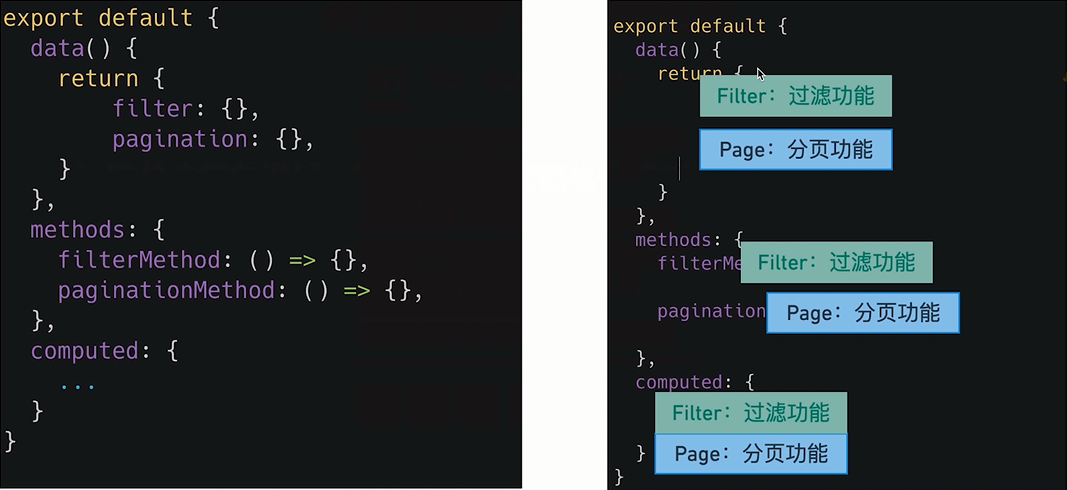 export default {
data() {
return {
filter: {},
pagination: {},
}
},
methods: {
filterMethod: () => {},
paginationMethod: () => {},
},
computed: {
...
}
}
export default {
data() {
return {
Filter：过滤功能
Page：分页功能
}
},
methods: {
filterMe
Filter：过滤功能
pagination
Page：分页功能
},
computed: {
Filter：过滤功能
Page：分页功能
}
}